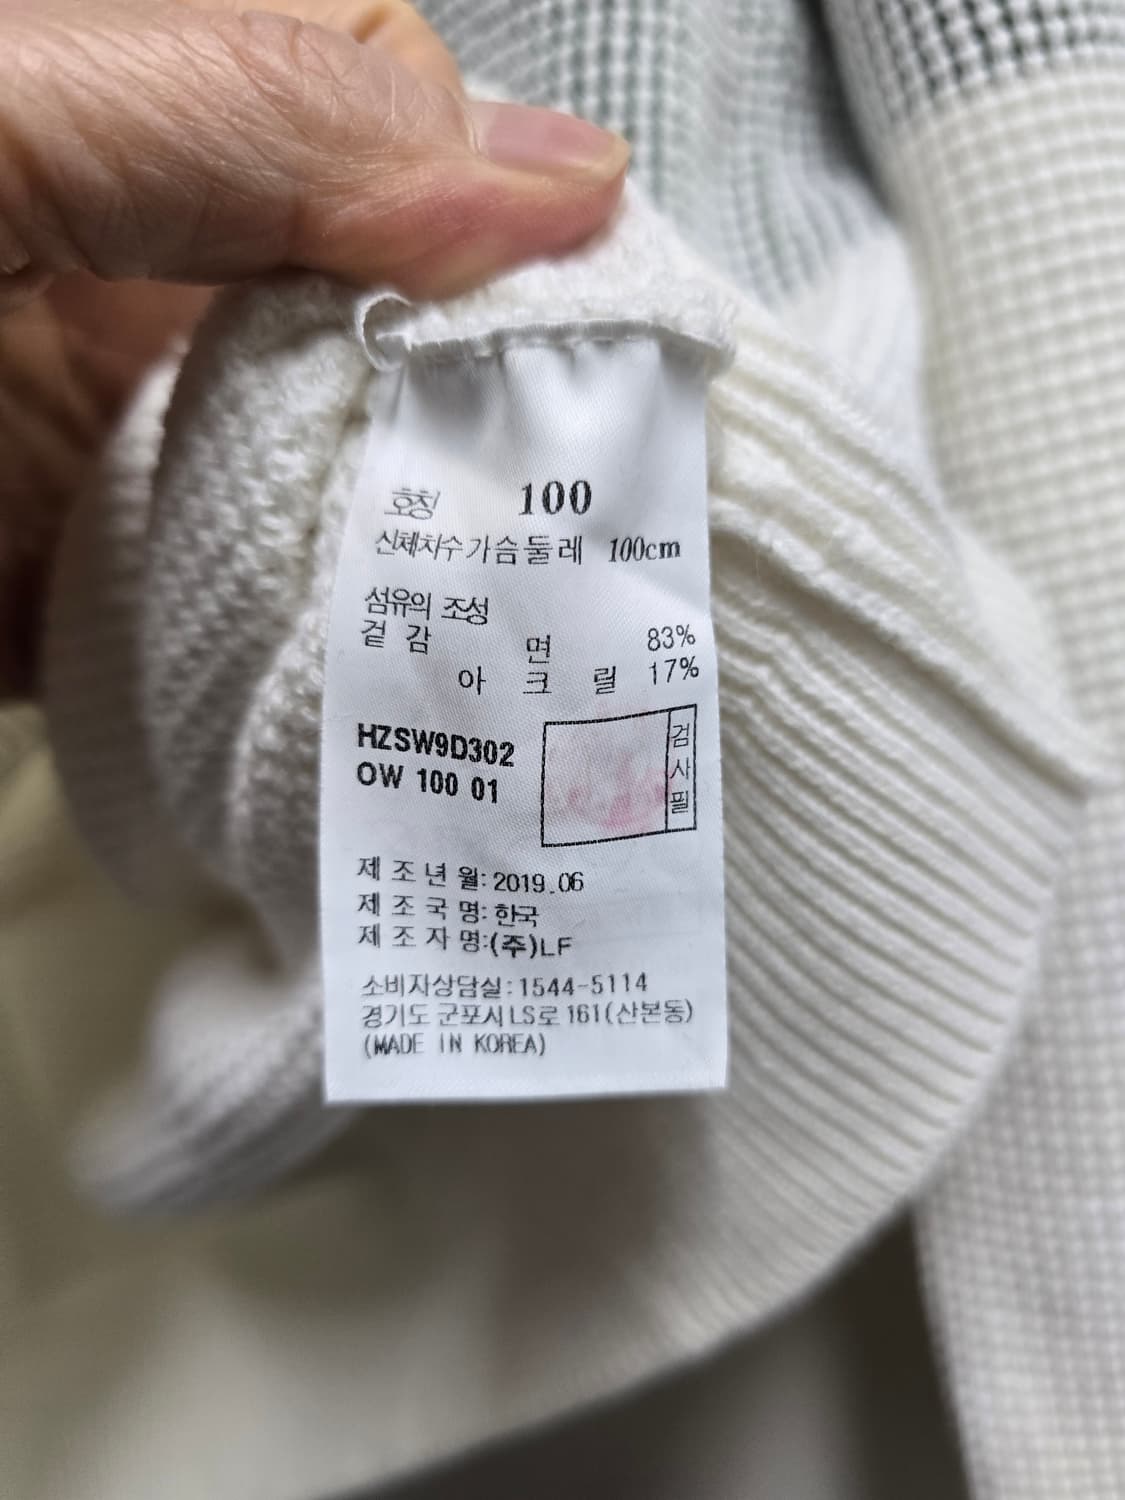 호칭 100
신체치수 가슴둘레 100cm
섬유의 조성
겉 감 면 83%
아 크 릴 17%
HZSW9D302
OW 100 01
검사필
제 조 년 월: 2019.06
제 조 국 명: 한국
제 조 자 명:(주)LF
소비자상담실:1544-5114
경기도 군포시 LS로 161(산본동)
(MADE IN KOREA)